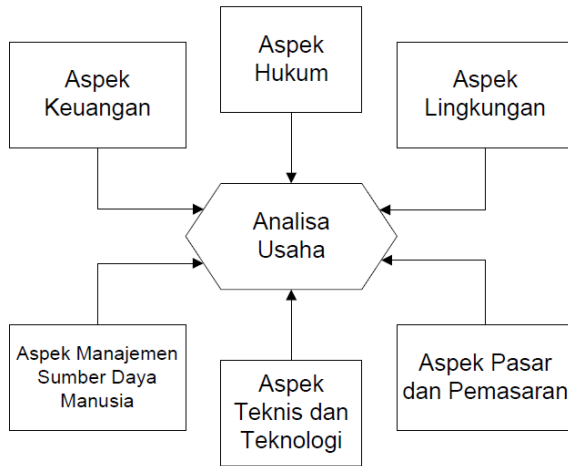 Aspek
Keuangan
Aspek
Hukum
Aspek
Lingkungan
Analisa
Usaha
Aspek Manajemen
Sumber Daya
Manusia
Aspek
Teknis dan
Teknologi
Aspek Pasar
dan Pemasaran